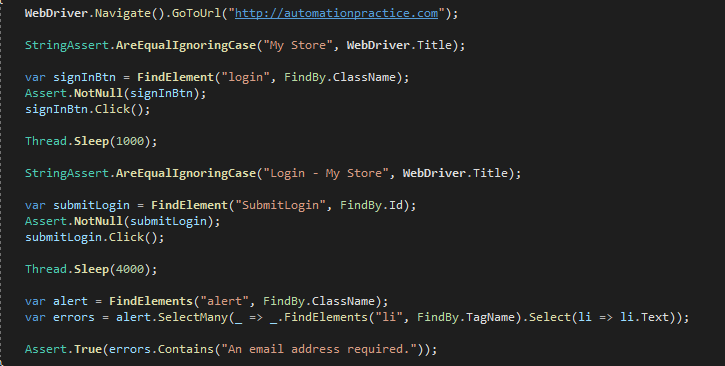 WebDriver.Navigate().GoToUrl("http://automationpractice.com");
StringAssert.AreEqualIgnoringCase("My Store", WebDriver.Title);
var signInBtn = FindElement("login", FindBy.ClassName);
Assert.NotNull(signInBtn);
signInBtn.Click();
Thread.Sleep(1000);
StringAssert.AreEqualIgnoringCase("Login - My Store", WebDriver.Title);
var submitLogin = FindElement("SubmitLogin", FindBy.Id);
Assert.NotNull(submitLogin);
submitLogin.Click();
Thread.Sleep(4000);
var alert = FindElements("alert", FindBy.ClassName);
var errors = alert.SelectMany(_ => _.FindElements("li", FindBy.TagName).Select(li => li.Text));
Assert.True(errors.Contains("An email address required."));